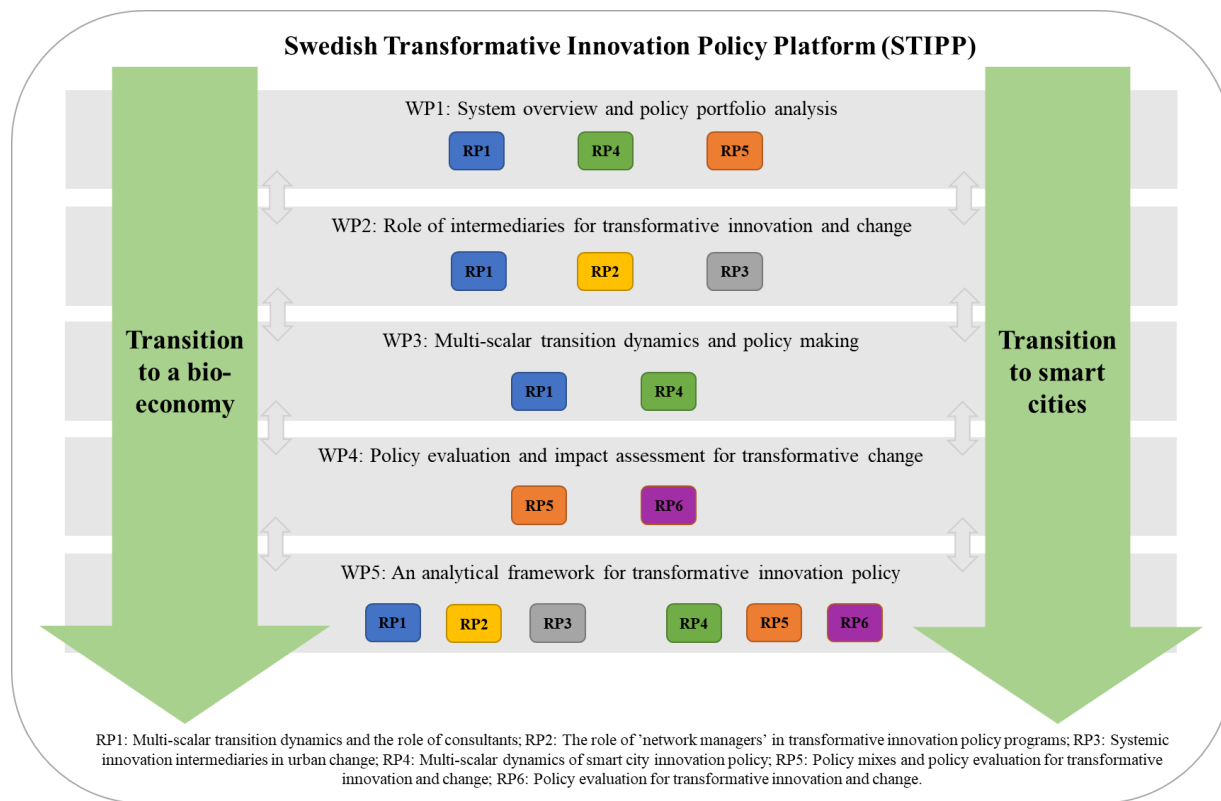 Swedish Transformative Innovation Policy Platform (STIPP)
WP1: System overview and policy portfolio analysis
RP1 RP4 RP5
WP2: Role of intermediaries for transformative innovation and change
RP1 RP2 RP3
Transition
to a bio-
economy
WP3: Multi-scalar transition dynamics and policy making
RP1 RP4
Transition
to smart
cities
WP4: Policy evaluation and impact assessment for transformative change
RP5 RP6
WP5: An analytical framework for transformative innovation policy
RP1 RP2 RP3 RP4 RP5 RP6
RP1: Multi-scalar transition dynamics and the role of consultants; RP2: The role of ’network managers’ in transformative innovation policy programs; RP3: Systemic
innovation intermediaries in urban change; RP4: Multi-scalar dynamics of smart city innovation policy; RP5: Policy mixes and policy evaluation for transformative
innovation and change; RP6: Policy evaluation for transformative innovation and change.